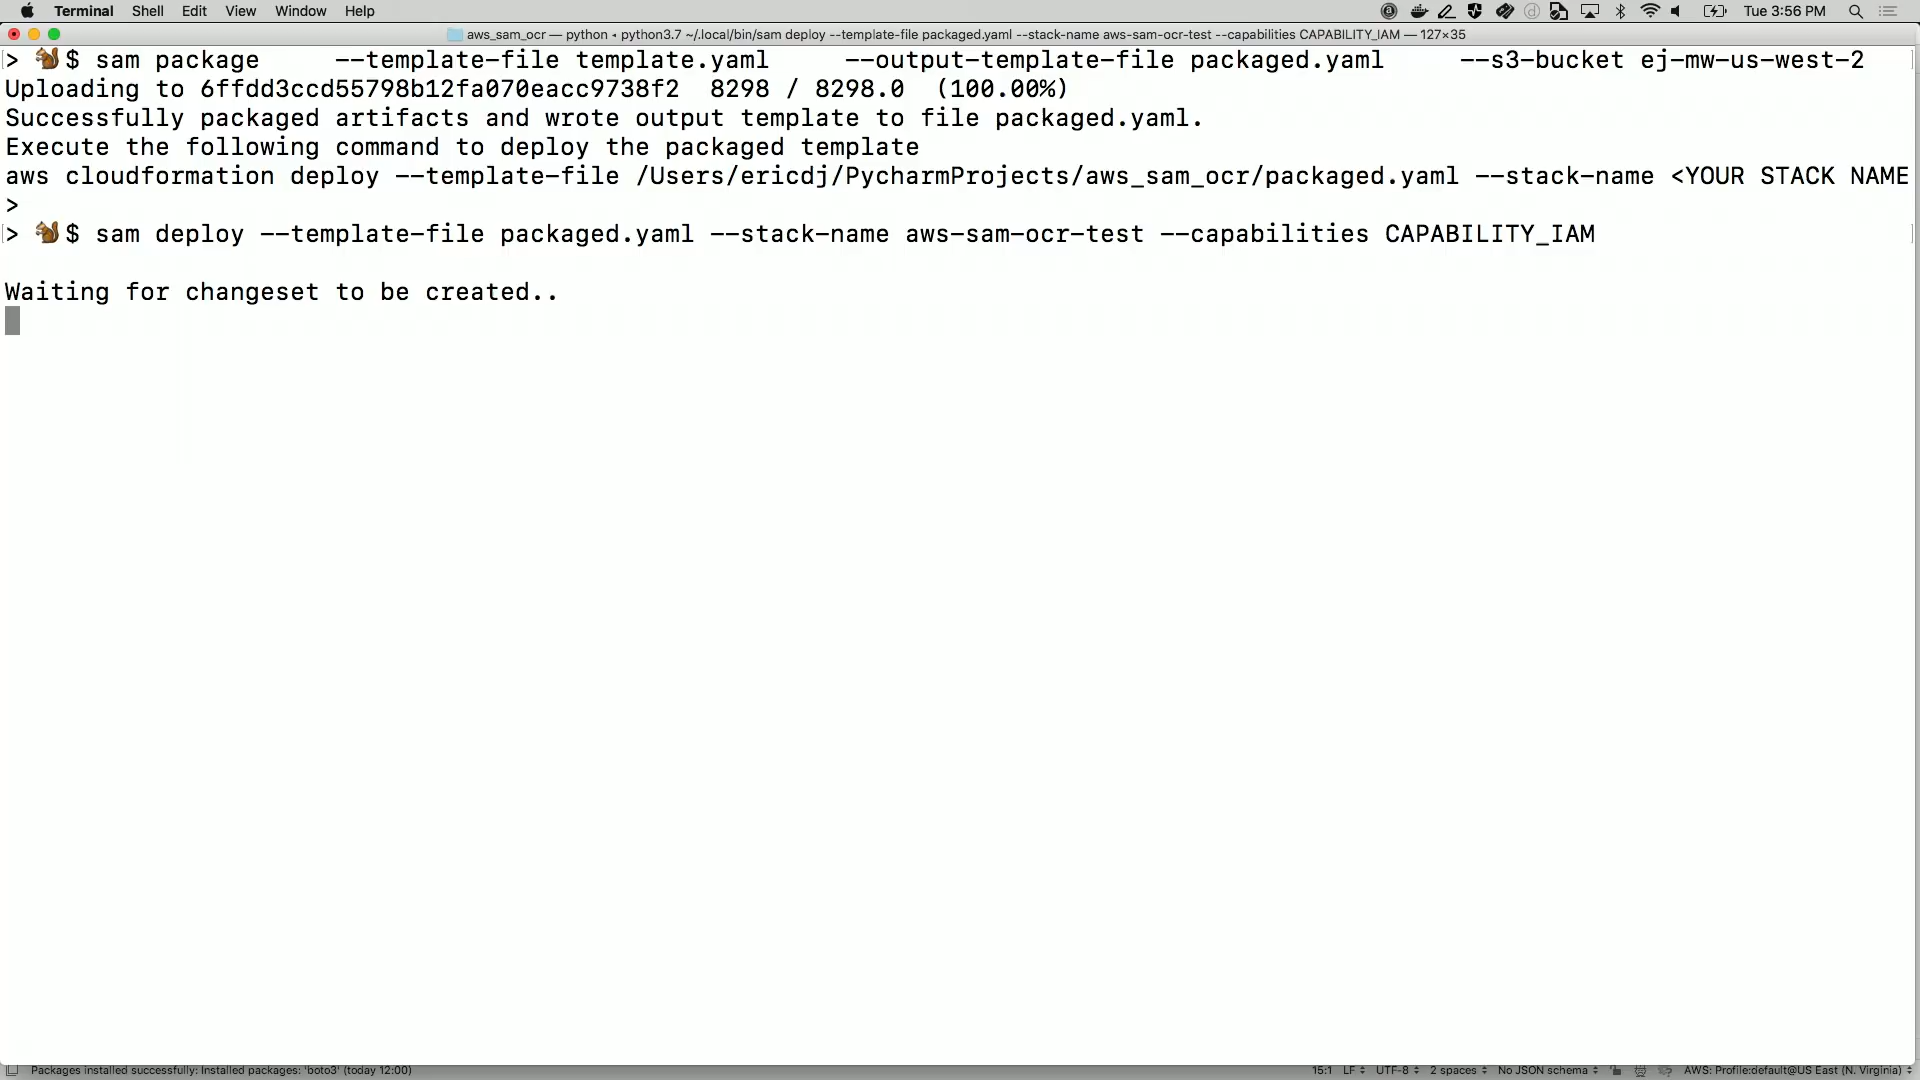 Terminal Shell Edit View Window Help Tue 3:56 PM
aws_sam_ocr — python ◂ python3.7 ~/.local/bin/sam deploy --template-file packaged.yaml --stack-name aws-sam-ocr-test --capabilities CAPABILITY_IAM — 127×35
> 🐿$ sam package     --template-file template.yaml     --output-template-file packaged.yaml     --s3-bucket ej-mw-us-west-2
Uploading to 6ffdd3ccd55798b12fa070eacc9738f2  8298 / 8298.0  (100.00%)
Successfully packaged artifacts and wrote output template to file packaged.yaml.
Execute the following command to deploy the packaged template
aws cloudformation deploy --template-file /Users/ericdj/PycharmProjects/aws_sam_ocr/packaged.yaml --stack-name <YOUR STACK NAME
>
> 🐿$ sam deploy --template-file packaged.yaml --stack-name aws-sam-ocr-test --capabilities CAPABILITY_IAM
Waiting for changeset to be created..
Packages installed successfully: Installed packages: 'boto3' (today 12:00) 15:1 LF UTF-8 2 spaces No JSON schema AWS: Profile:default@US East (N. Virginia)